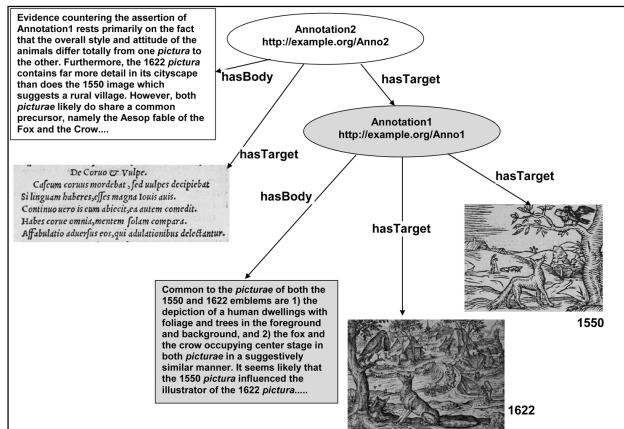 Evidence countering the assertion of
Annotation1 rests primarily on the fact
that the overall style and attitude of the
animals differ totally from one pictura to
the other. Furthermore, the 1622 pictura
contains far more detail in its cityscape
than does the 1550 image which
suggests a rural village. However, both
picturae likely do share a common
precursor, namely the Aesop fable of the
Fox and the Crow....
Annotation2
http://example.org/Anno2
hasBody
hasTarget
hasTarget
Annotation1
http://example.org/Anno1
De Coruo & Vulpe.
Caseum coruus mordebat, sed uulpes decipiebat
Si linguam haberes, esses magna Iouis auis.
Continuo uero is cum abiecit, ea autem comedit.
Habes corue omnia, mentem solam compara.
Affabulatio aduersus eos, qui adulationibus delectantur.
hasBody
hasTarget
hasTarget
Common to the picturae of both the
1550 and 1622 emblems are 1) the
depiction of a human dwellings with
foliage and trees in the foreground
and background, and 2) the fox and
the crow occupying center stage in
both picturae in a suggestively
similar manner. It seems likely that
the 1550 pictura influenced the
illustrator of the 1622 pictura.....
1550
1622